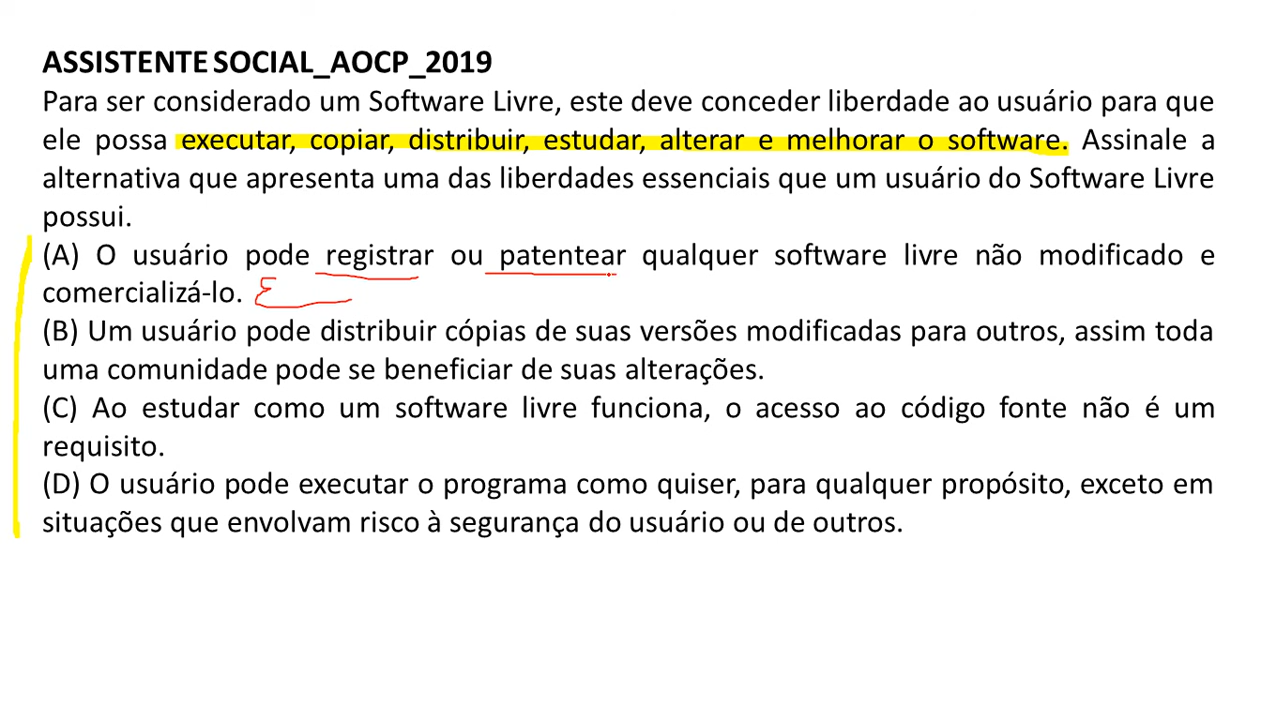 ASSISTENTE SOCIAL_AOCP_2019
Para ser considerado um Software Livre, este deve conceder liberdade ao usuário para que
ele possa executar, copiar, distribuir, estudar, alterar e melhorar o software. Assinale a
alternativa que apresenta uma das liberdades essenciais que um usuário do Software Livre
possui.
(A) O usuário pode registrar ou patentear qualquer software livre não modificado e
comercializá-lo.
(B) Um usuário pode distribuir cópias de suas versões modificadas para outros, assim toda
uma comunidade pode se beneficiar de suas alterações.
(C) Ao estudar como um software livre funciona, o acesso ao código fonte não é um
requisito.
(D) O usuário pode executar o programa como quiser, para qualquer propósito, exceto em
situações que envolvam risco à segurança do usuário ou de outros.